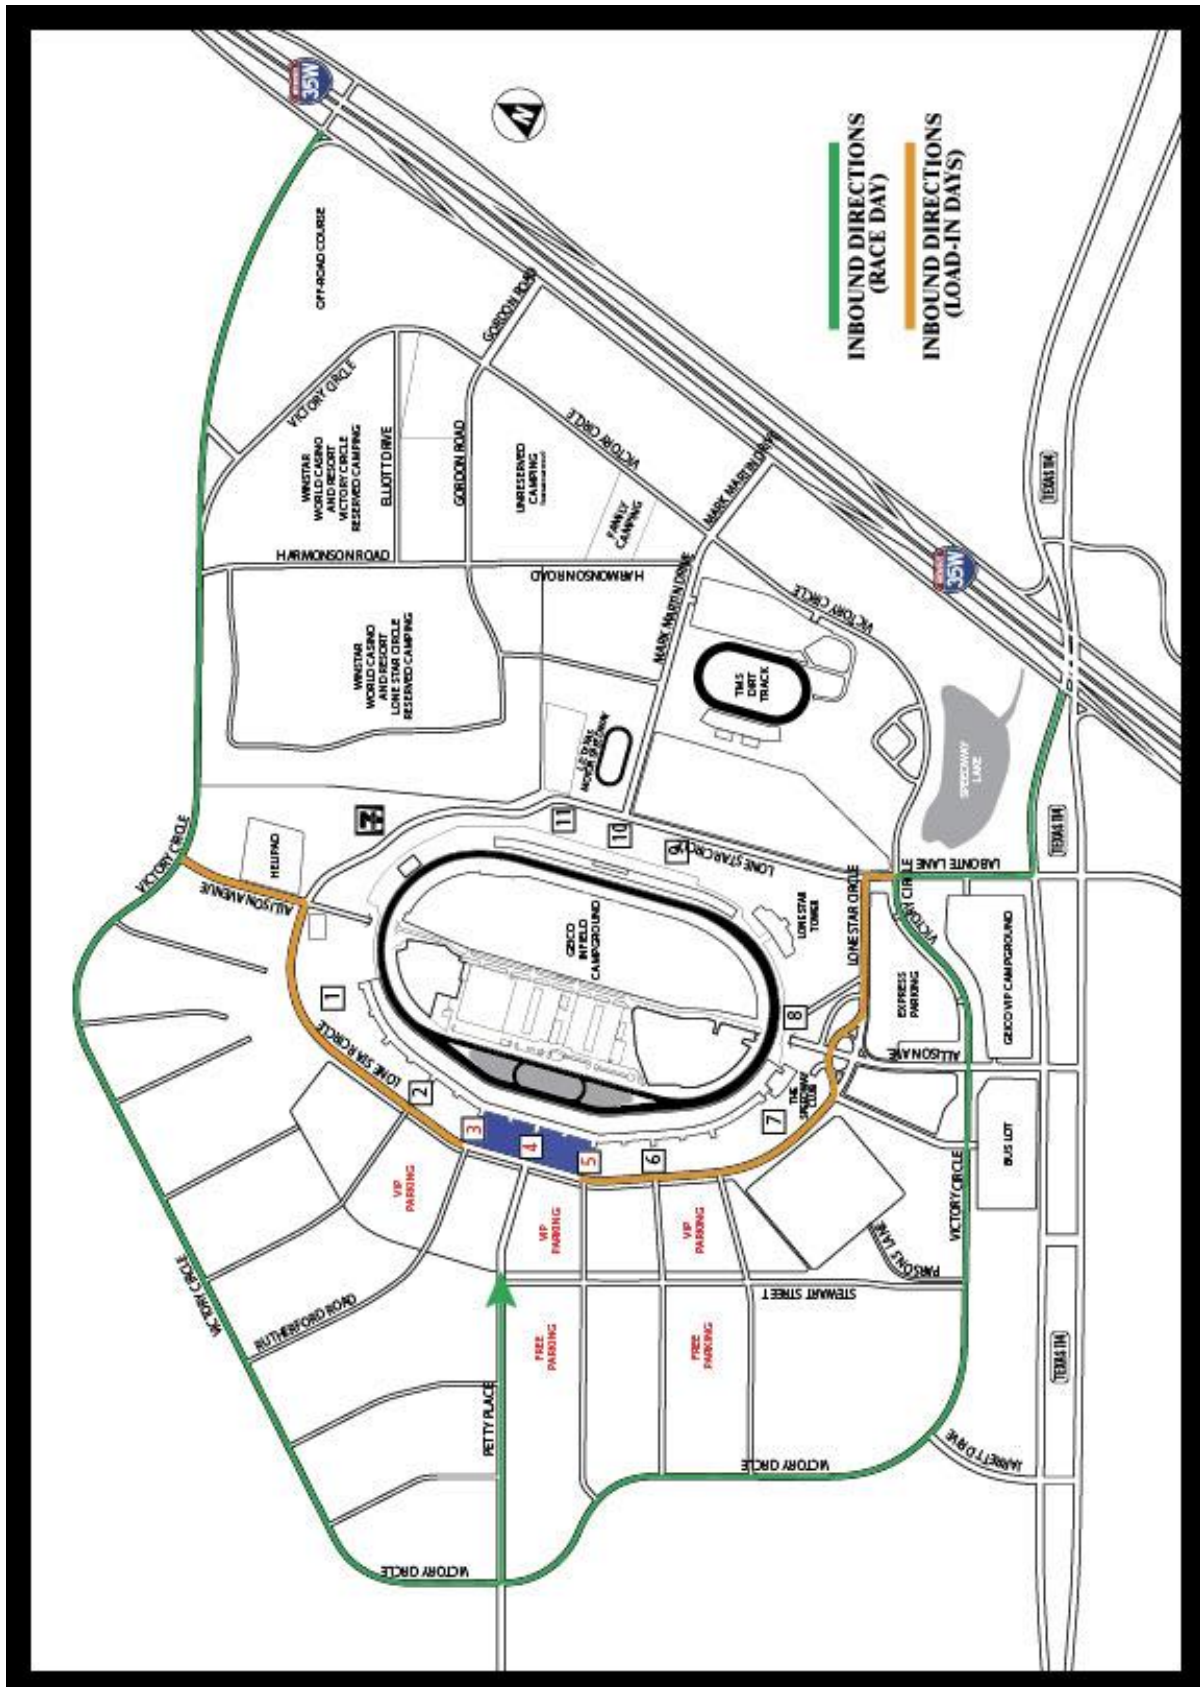 35W
N
INBOUND DIRECTIONS
(RACE DAY)
INBOUND DIRECTIONS
(LOAD-IN DAYS)
OFF-ROAD COURSE
GORDON ROAD
VICTORY CIRCLE
WINSTAR
WORLD CASINO
AND RESORT
VICTORY CIRCLE
RESERVED CAMPING
ELLIOTT DRIVE
GORDON ROAD
UNRESERVED
CAMPING
VICTORY CIRCLE
FAMILY
CAMPING
MARK MARTIN DRIVE
TEXAS 114
HARMONSON ROAD
HARMONSON ROAD
MARK MARTIN DRIVE
VICTORY CIRCLE
35W
WINSTAR
WORLD CASINO
AND RESORT
LONE STAR CIRCLE
RESERVED CAMPING
TMS
DIRT
TRACK
MOTOR SPEEDWAY
SPEEDWAY
LAKE
VICTORY CIRCLE
HELIPAD
ALLISON AVENUE
7
11
10
9
LONE STAR CIRCLE
LONE STAR CIRCLE
VICTORY CIRCLE
LABONTE LANE
TEXAS 114
GEICO
INFIELD
CAMPGROUND
LONE STAR
TOWER
EXPRESS
PARKING
GEICO VIP CAMPGROUND
1
LONE STAR CIRCLE
2
3
4
5
6
7
8
THE
SPEEDWAY
CLUB
ALLISON AVE
BUS LOT
VIP
PARKING
VIP
PARKING
VIP
PARKING
VICTORY CIRCLE
PARSONS LANE
STEWART STREET
VICTORY CIRCLE
RUTHERFORD ROAD
FREE
PARKING
FREE
PARKING
TEXAS 114
PETTY PLACE
VICTORY CIRCLE
JARRETT DRIVE
VICTORY CIRCLE